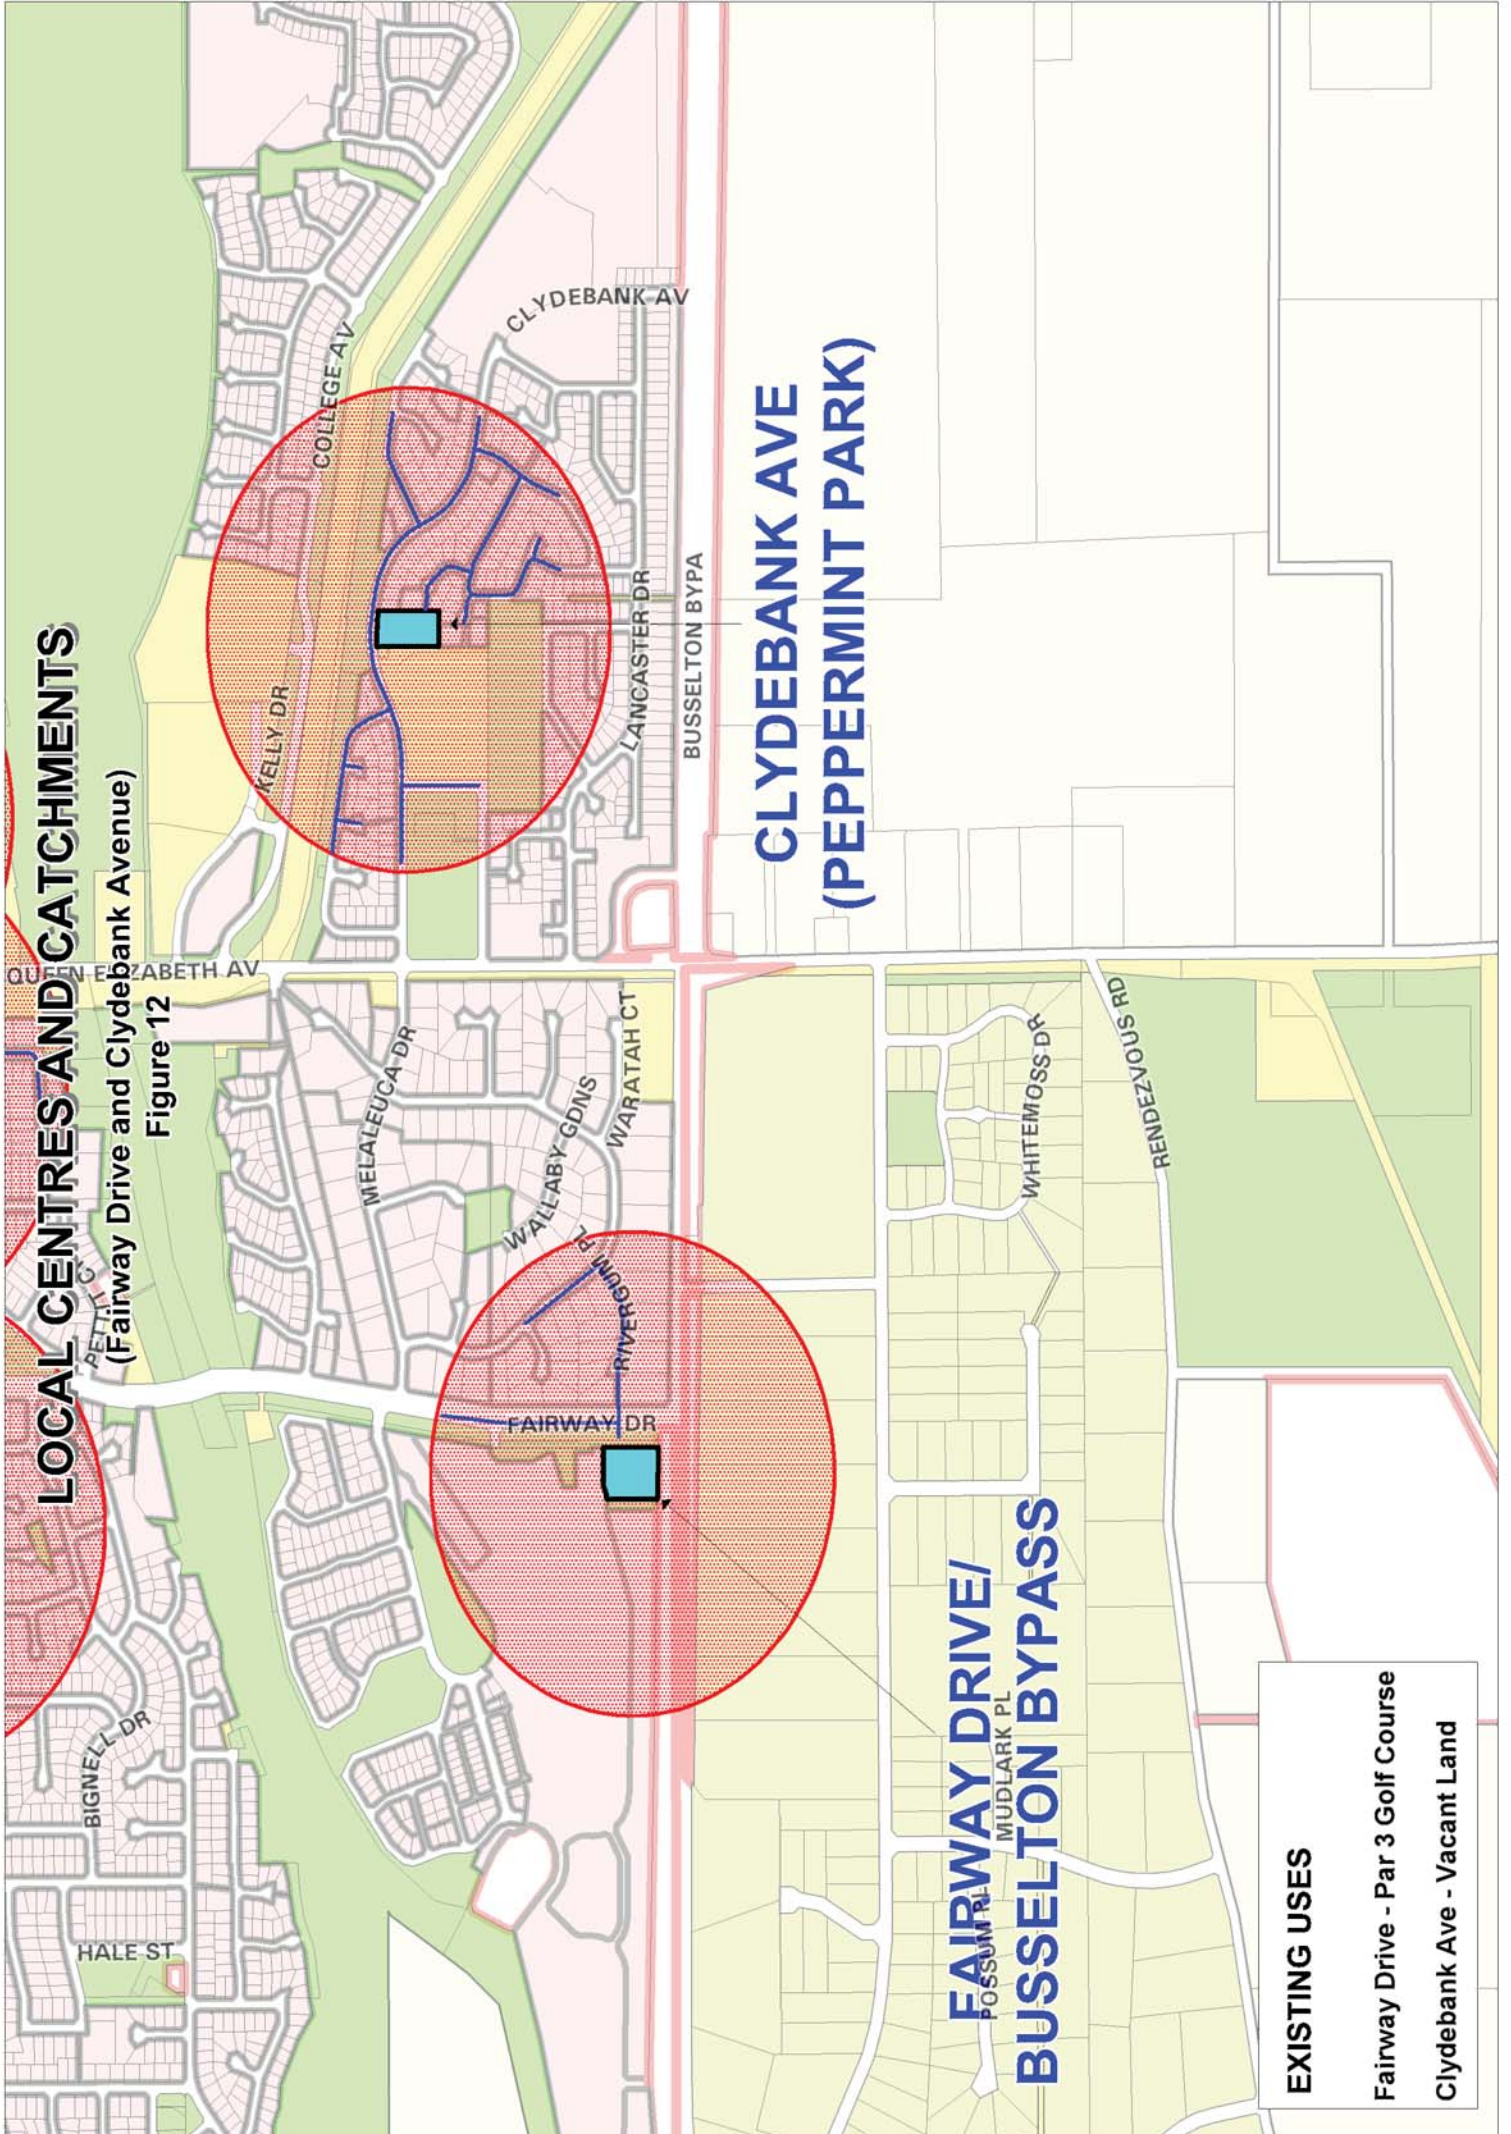 LOCAL CENTRES AND CATCHMENTS
(Fairway Drive and Clydebank Avenue)
Figure 12
QUEEN ELIZABETH AV
KELLY DR
COLLEGE AV
CLYDEBANK AV
LANCASTER DR
BUSSELTON BYPA
CLYDEBANK AVE
(PEPPERMINT PARK)
BIGNELL DR
HALE ST
MELALEUCA DR
WALLABY GDNS
WARATAH CT
RIVERGUM PL
FAIRWAY DR
WHITEMOSS DR
RENDEZVOUS RD
FAIRWAY DRIVE/
BUSSELTON BYPASS
POSSUM PL
MUDLARK PL
EXISTING USES
Fairway Drive - Par 3 Golf Course
Clydebank Ave - Vacant Land